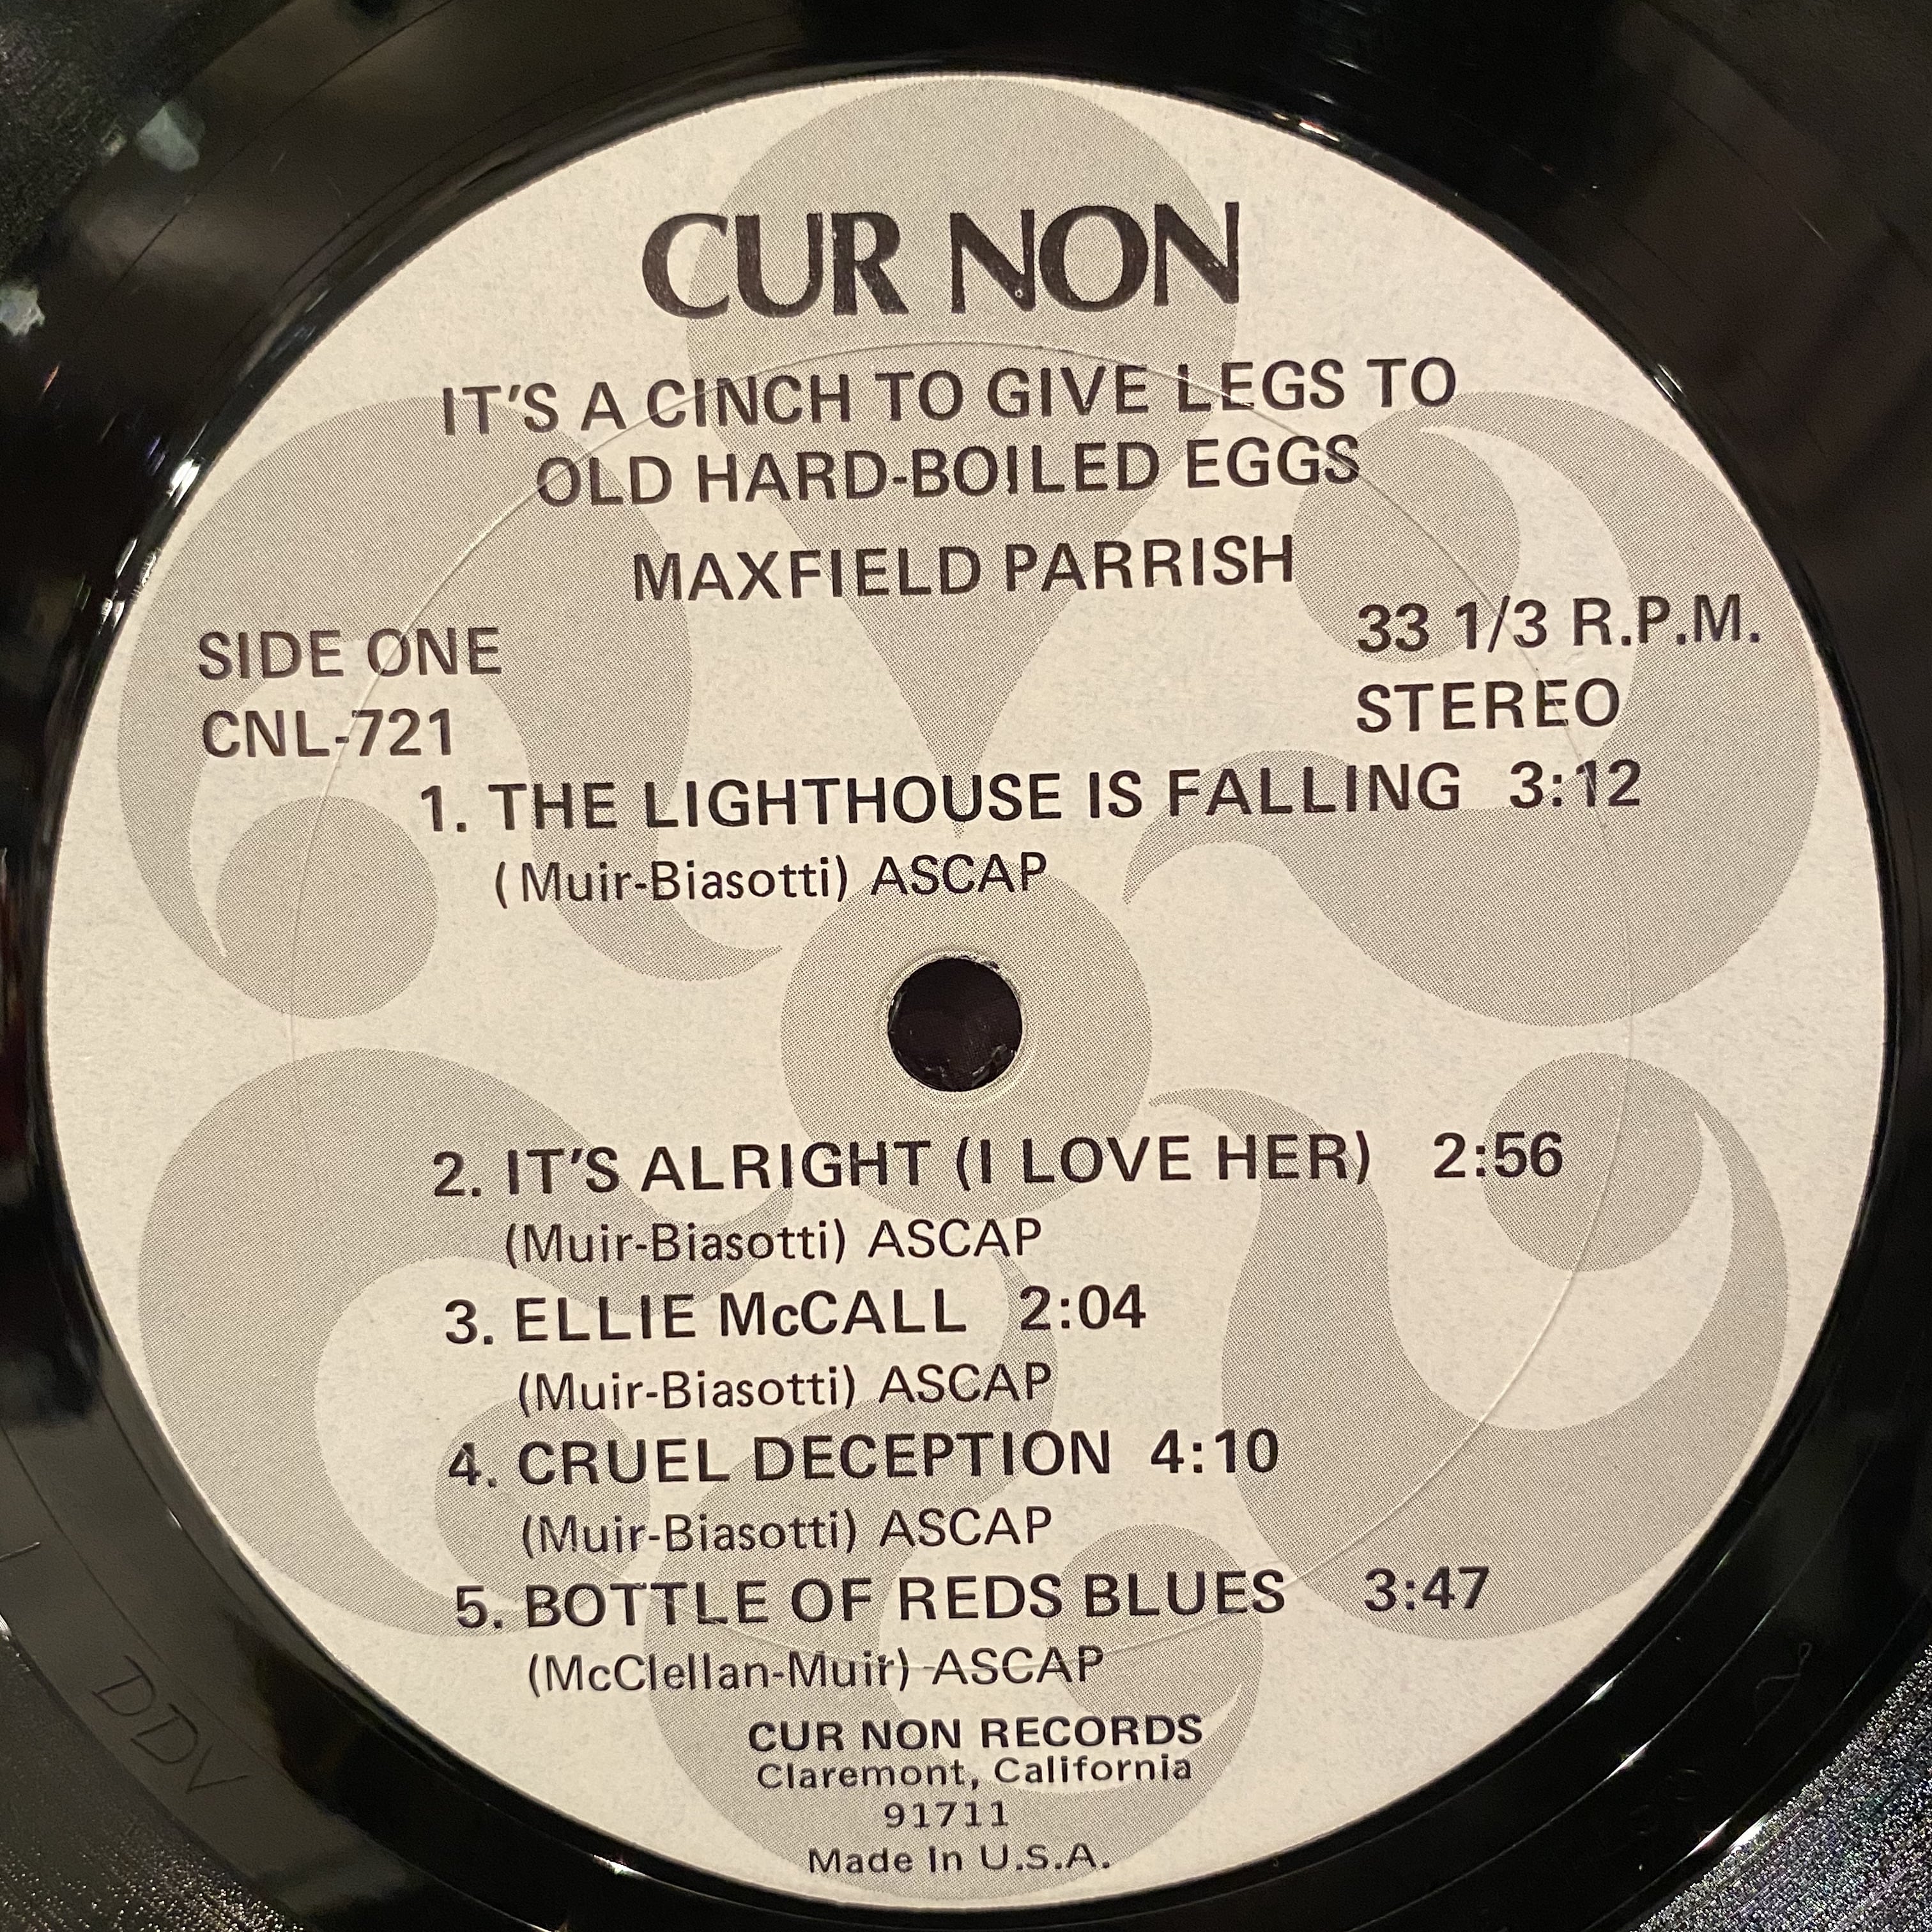 CUR NON
IT'S A CINCH TO GIVE LEGS TO
OLD HARD-BOILED EGGS
MAXFIELD PARRISH
SIDE ONE
CNL-721
33 1/3 R.P.M.
STEREO
1. THE LIGHTHOUSE IS FALLING 3:12
(Muir-Biasotti) ASCAP
2. IT'S ALRIGHT (I LOVE HER) 2:56
(Muir-Biasotti) ASCAP
3. ELLIE McCALL 2:04
(Muir-Biasotti) ASCAP
4. CRUEL DECEPTION 4:10
(Muir-Biasotti) ASCAP
5. BOTTLE OF REDS BLUES 3:47
(McClellan-Muir) ASCAP
CUR NON RECORDS
Claremont, California
91711
Made In U.S.A.
DDV